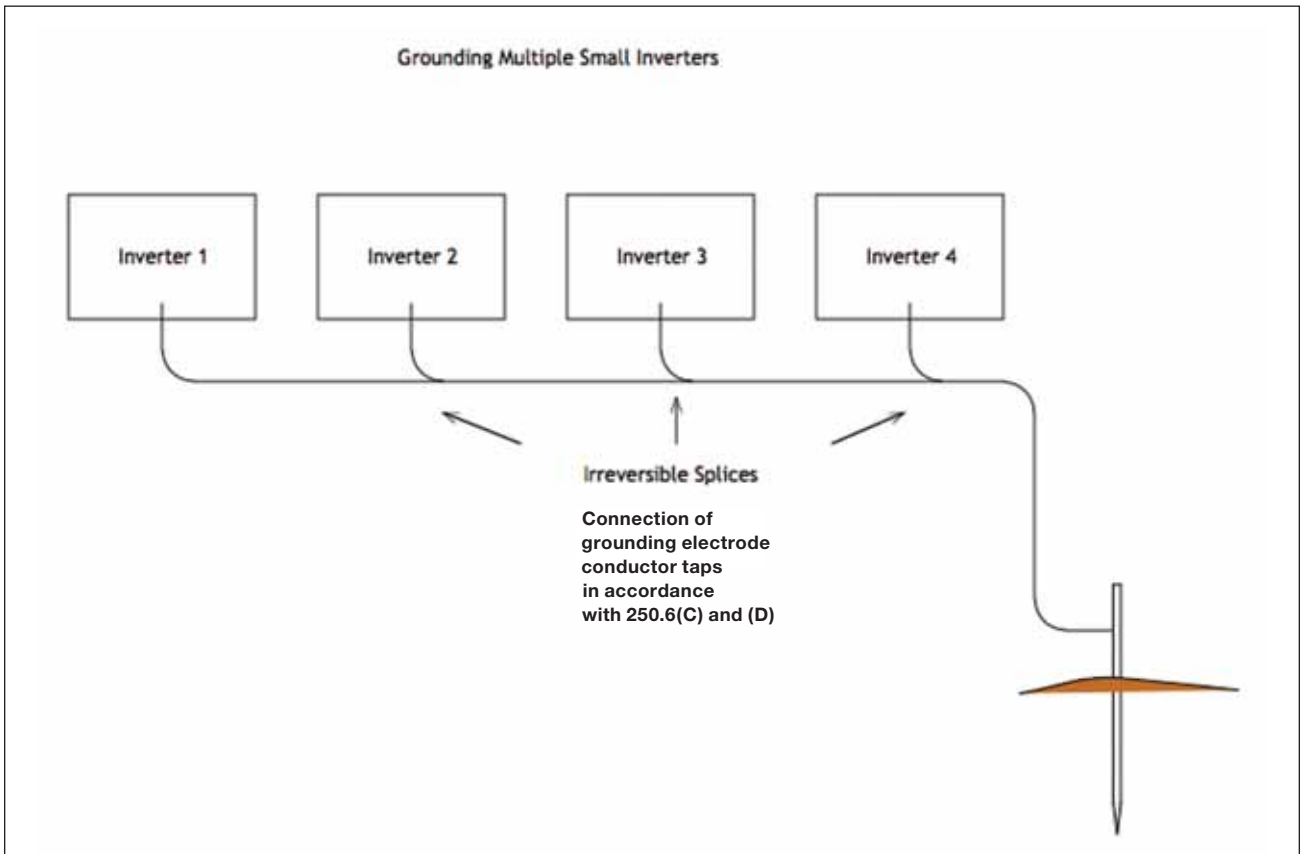 Grounding Multiple Small Inverters
Inverter 1
Inverter 2
Inverter 3
Inverter 4
Irreversible Splices
Connection of
grounding electrode
conductor taps
in accordance
with 250.6(C) and (D)